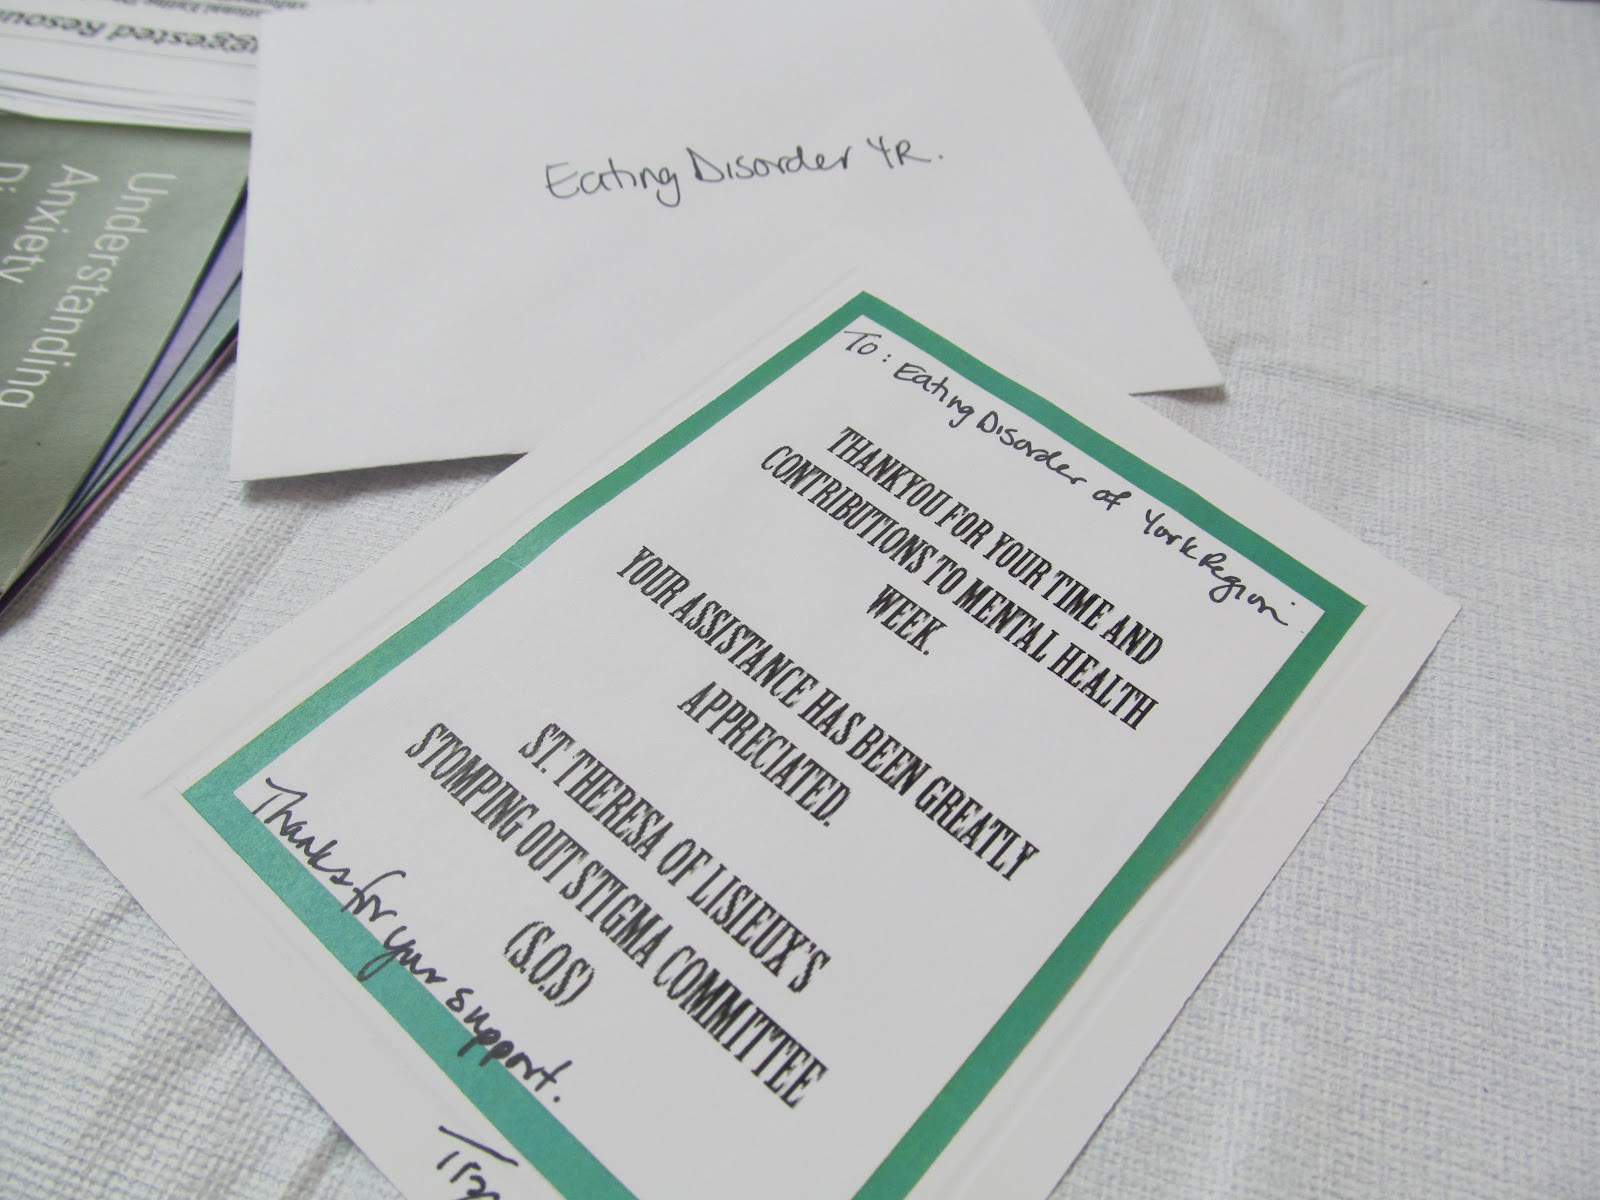 ggested Resou
Understanding
Anxiety
Eating Disorder YR.
To: Eating Disorder of York Region
THANKYOU FOR YOUR TIME AND
CONTRIBUTIONS TO MENTAL HEALTH
WEEK.
YOUR ASSISTANCE HAS BEEN GREATLY
APPRECIATED.
ST. THERESA OF LISIEUX'S
STOMPING OUT STIGMA COMMITTEE
(S.O.S)
Thanks for your support.